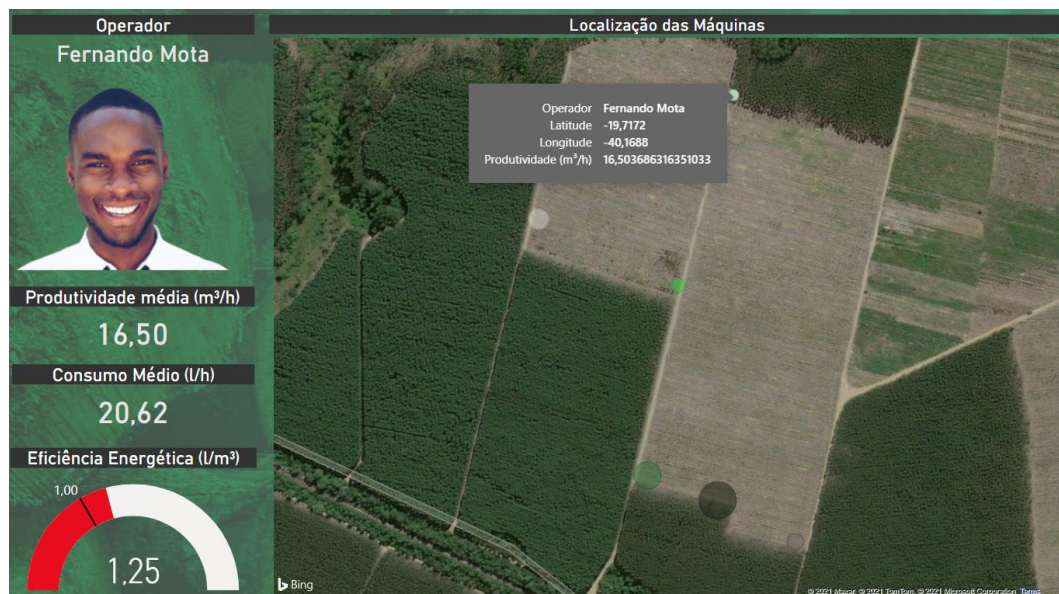 Operador
Fernando Mota
Produtividade média (m³/h)
16,50
Consumo Médio (l/h)
20,62
Eficiência Energética (l/m³)
1,00
1,25
Localização das Máquinas
Operador Fernando Mota
Latitude -19,7172
Longitude -40,1688
Produtividade (m³/h) 16,503686316351033
Bing
© 2021 Maxar, © 2021 TomTom, © 2021 Microsoft Corporation Terms